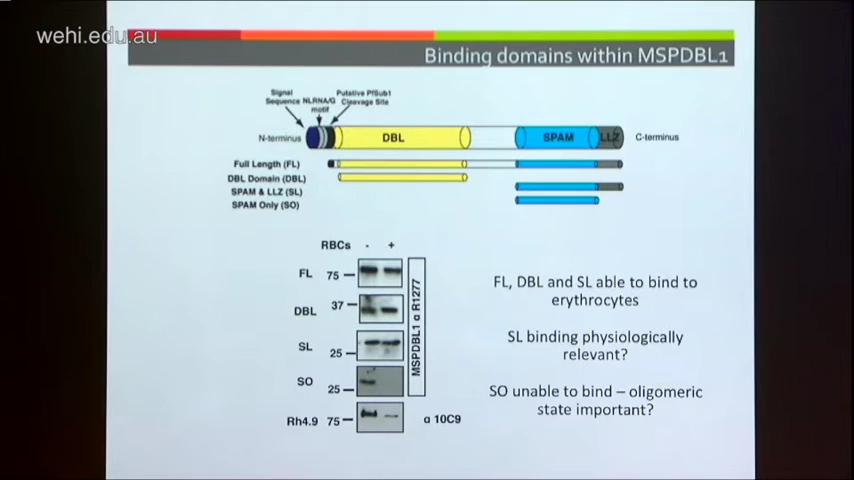 wehi.edu.au
Binding domains within MSPDBL1
Signal
Sequence
NLRNA/G
motif
Putative PfSub1
Cleavage Site
N-terminus
DBL
SPAM
LLZ
C-terminus
Full Length (FL)
DBL Domain (DBL)
SPAM & LLZ (SL)
SPAM Only (SO)
RBCs - +
FL 75
DBL 37
SL 25
SO 25
Rh4.9 75
MSPDBL1 α R1277
α 10C9
FL, DBL and SL able to bind to
erythrocytes
SL binding physiologically
relevant?
SO unable to bind – oligomeric
state important?